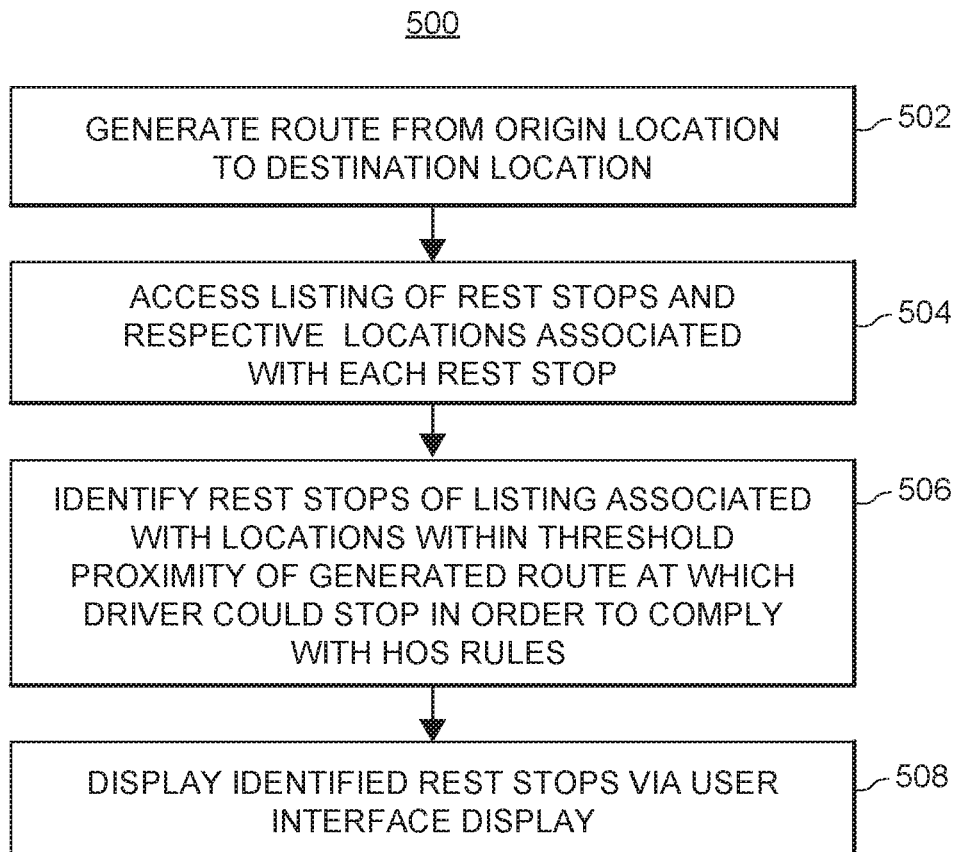 500
GENERATE ROUTE FROM ORIGIN LOCATION
TO DESTINATION LOCATION
502
ACCESS LISTING OF REST STOPS AND
RESPECTIVE LOCATIONS ASSOCIATED
WITH EACH REST STOP
504
IDENTIFY REST STOPS OF LISTING ASSOCIATED
WITH LOCATIONS WITHIN THRESHOLD
PROXIMITY OF GENERATED ROUTE AT WHICH
DRIVER COULD STOP IN ORDER TO COMPLY
WITH HOS RULES
506
DISPLAY IDENTIFIED REST STOPS VIA USER
INTERFACE DISPLAY
508